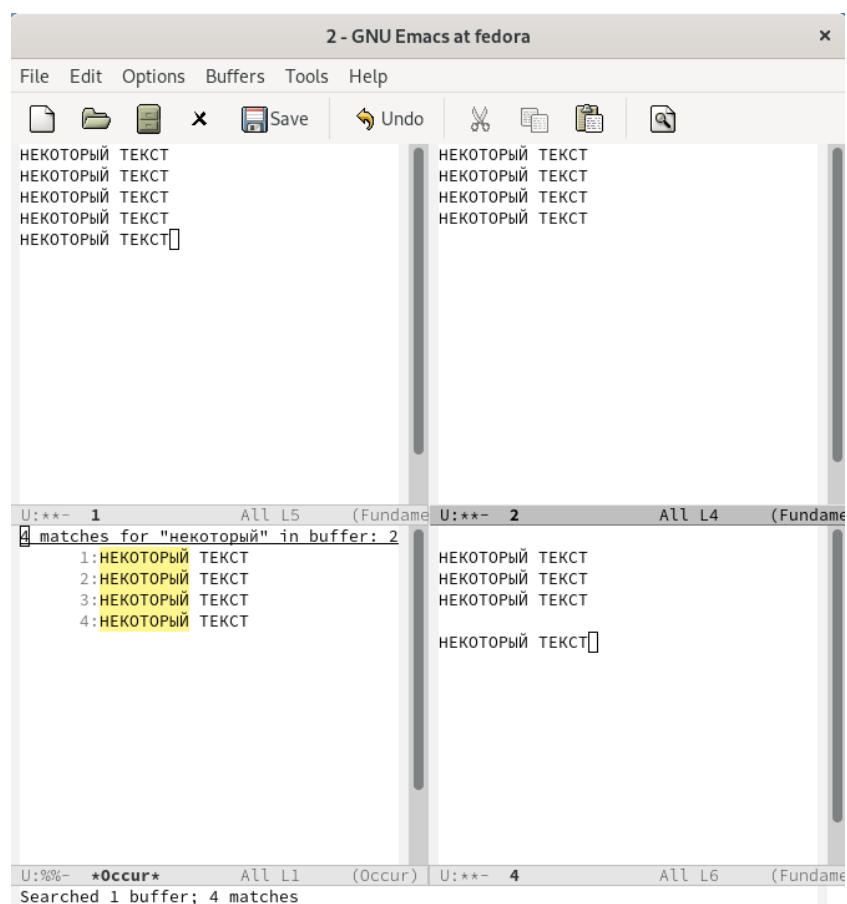 2 - GNU Emacs at fedora ×
File Edit Options Buffers Tools Help
Save Undo
НЕКОТОРЫЙ ТЕКСТ
НЕКОТОРЫЙ ТЕКСТ
НЕКОТОРЫЙ ТЕКСТ
НЕКОТОРЫЙ ТЕКСТ
НЕКОТОРЫЙ ТЕКСТ
U:**- 1 All L5 (Fundame
НЕКОТОРЫЙ ТЕКСТ
НЕКОТОРЫЙ ТЕКСТ
НЕКОТОРЫЙ ТЕКСТ
НЕКОТОРЫЙ ТЕКСТ
U:**- 2 All L4 (Fundame
4 matches for "некоторый" in buffer: 2
1:НЕКОТОРЫЙ ТЕКСТ
2:НЕКОТОРЫЙ ТЕКСТ
3:НЕКОТОРЫЙ ТЕКСТ
4:НЕКОТОРЫЙ ТЕКСТ
U:%%- *Occur* All L1 (Occur)
НЕКОТОРЫЙ ТЕКСТ
НЕКОТОРЫЙ ТЕКСТ
НЕКОТОРЫЙ ТЕКСТ
НЕКОТОРЫЙ ТЕКСТ
U:**- 4 All L6 (Fundame
Searched 1 buffer; 4 matches